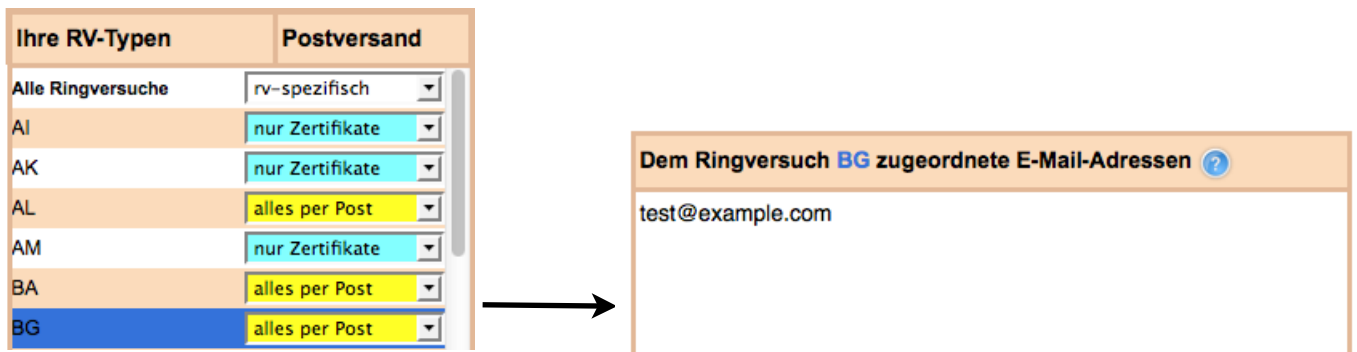 Ihre RV-Typen Postversand
Alle Ringversuche rv-spezifisch
AI nur Zertifikate
AK nur Zertifikate
AL alles per Post
AM nur Zertifikate
BA alles per Post
BG alles per Post
Dem Ringversuch BG zugeordnete E-Mail-Adressen ?
test@example.com